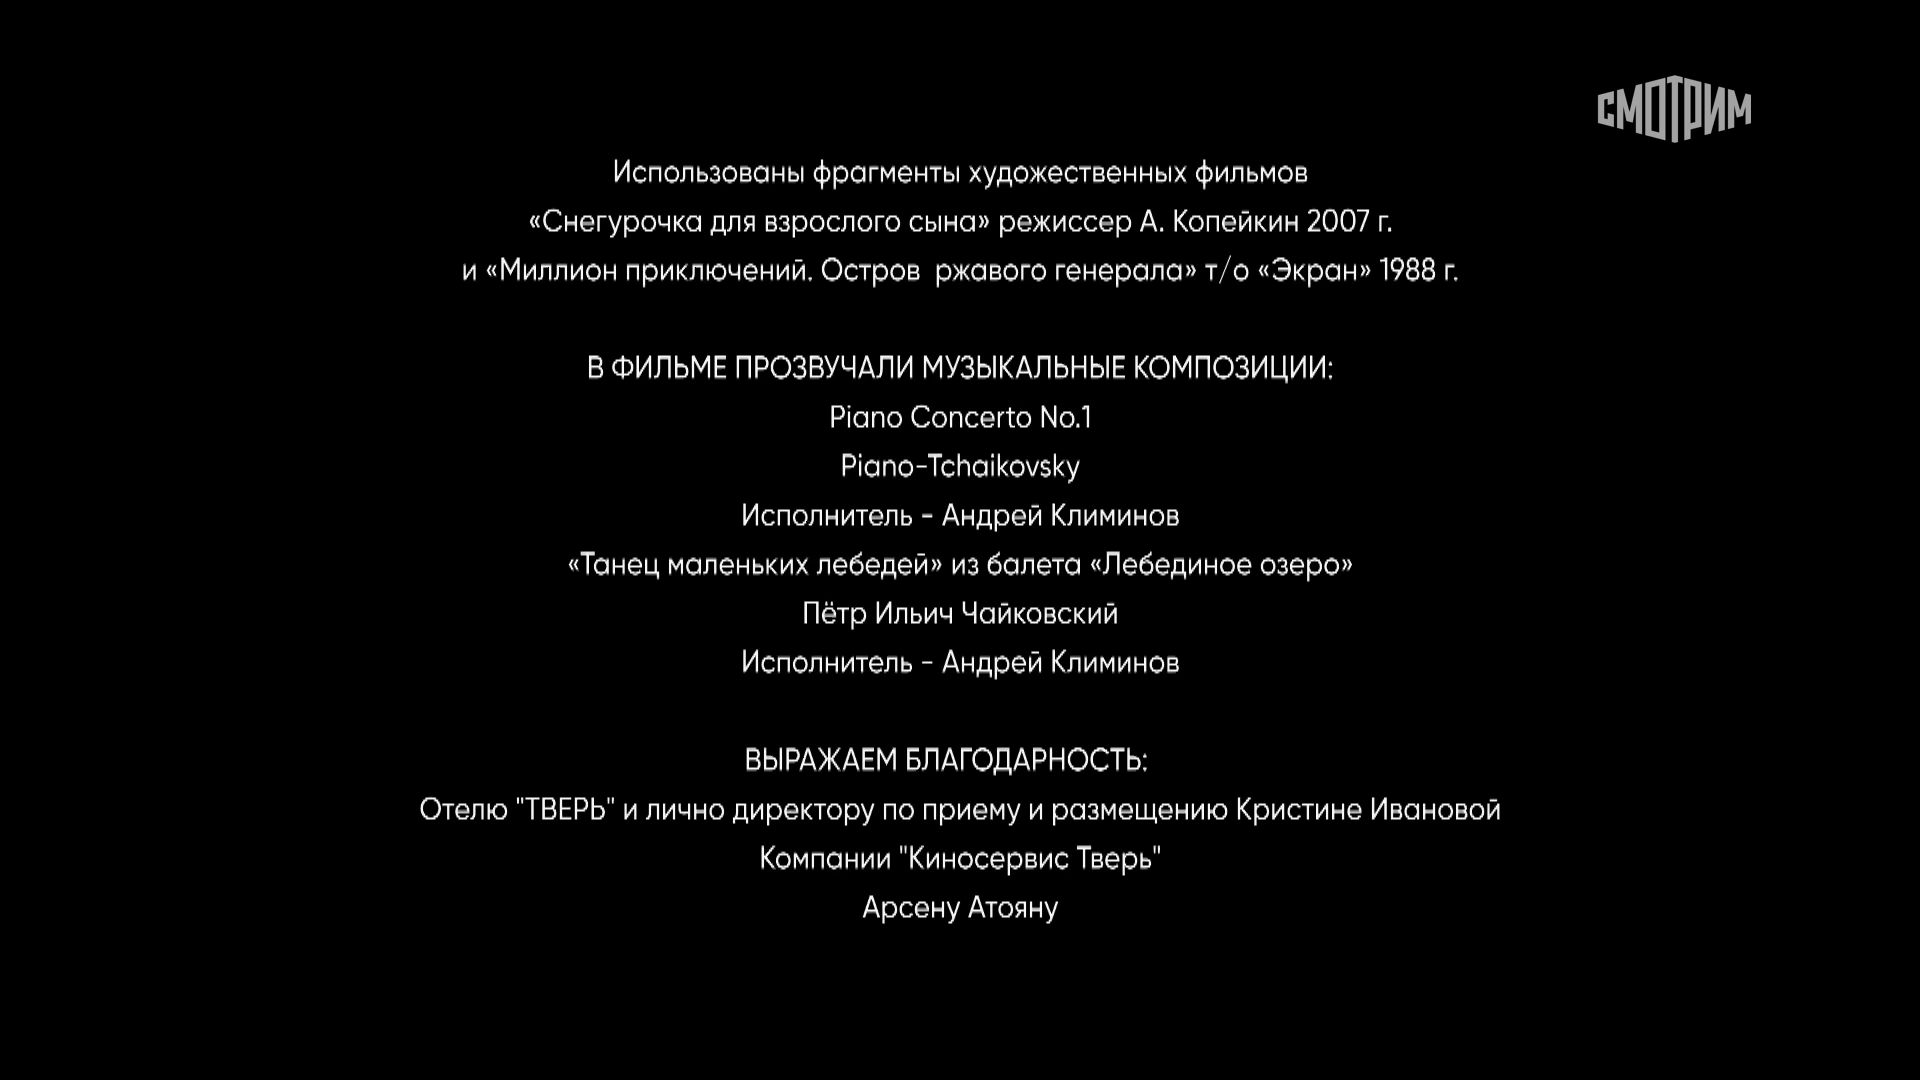 СМОТРИМ
Использованы фрагменты художественных фильмов
«Снегурочка для взрослого сына» режиссер А. Копейкин 2007 г.
и «Миллион приключений. Остров  ржавого генерала» т/о «Экран» 1988 г.
В ФИЛЬМЕ ПРОЗВУЧАЛИ МУЗЫКАЛЬНЫЕ КОМПОЗИЦИИ:
Piano Concerto No.1
Piano-Tchaikovsky
Исполнитель - Андрей Климинов
«Танец маленьких лебедей» из балета «Лебединое озеро»
Пётр Ильич Чайковский
Исполнитель - Андрей Климинов
ВЫРАЖАЕМ БЛАГОДАРНОСТЬ:
Отелю "ТВЕРЬ" и лично директору по приему и размещению Кристине Ивановой
Компании "Киносервис Тверь"
Арсену Атояну